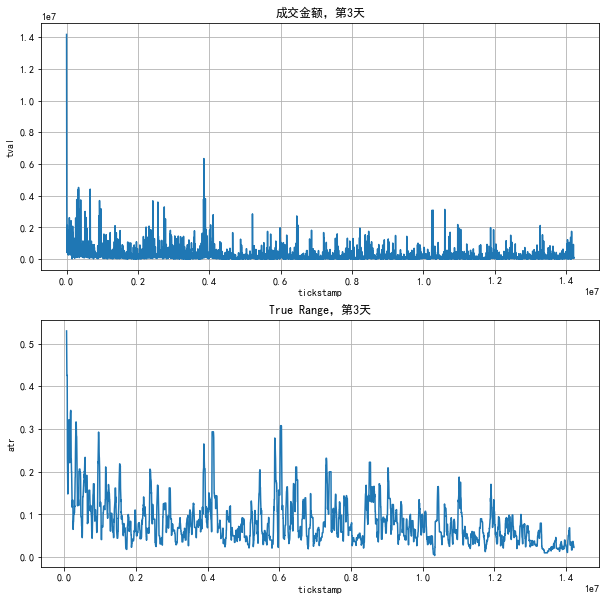 成交金额，第3天
1e7
1.4
1.2
1.0
0.8
0.6
0.4
0.2
0.0
tval
0.0 0.2 0.4 0.6 0.8 1.0 1.2 1.4
tickstamp
1e7
True Range，第3天
0.5
0.4
0.3
0.2
0.1
0.0
atr
0.0 0.2 0.4 0.6 0.8 1.0 1.2 1.4
tickstamp
1e7